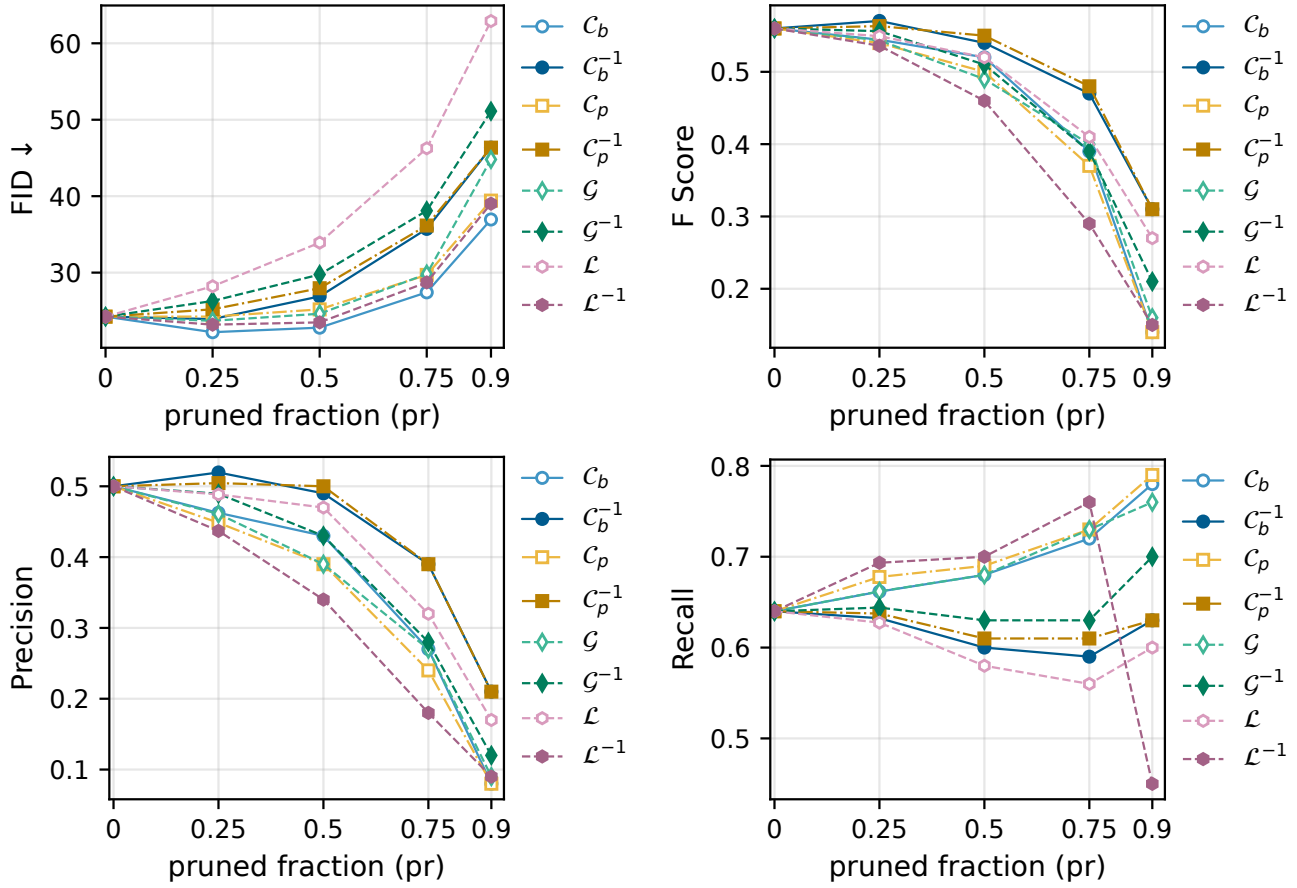 FID ↓
60
50
40
30
0 0.25 0.5 0.75 0.9
pruned fraction (pr)
𝒞_b
𝒞_b^{-1}
𝒞_p
𝒞_p^{-1}
𝒢
𝒢^{-1}
ℒ
ℒ^{-1}
F Score
0.5
0.4
0.3
0.2
0 0.25 0.5 0.75 0.9
pruned fraction (pr)
𝒞_b
𝒞_b^{-1}
𝒞_p
𝒞_p^{-1}
𝒢
𝒢^{-1}
ℒ
ℒ^{-1}
Precision
0.5
0.4
0.3
0.2
0.1
0 0.25 0.5 0.75 0.9
pruned fraction (pr)
𝒞_b
𝒞_b^{-1}
𝒞_p
𝒞_p^{-1}
𝒢
𝒢^{-1}
ℒ
ℒ^{-1}
Recall
0.8
0.7
0.6
0.5
0 0.25 0.5 0.75 0.9
pruned fraction (pr)
𝒞_b
𝒞_b^{-1}
𝒞_p
𝒞_p^{-1}
𝒢
𝒢^{-1}
ℒ
ℒ^{-1}